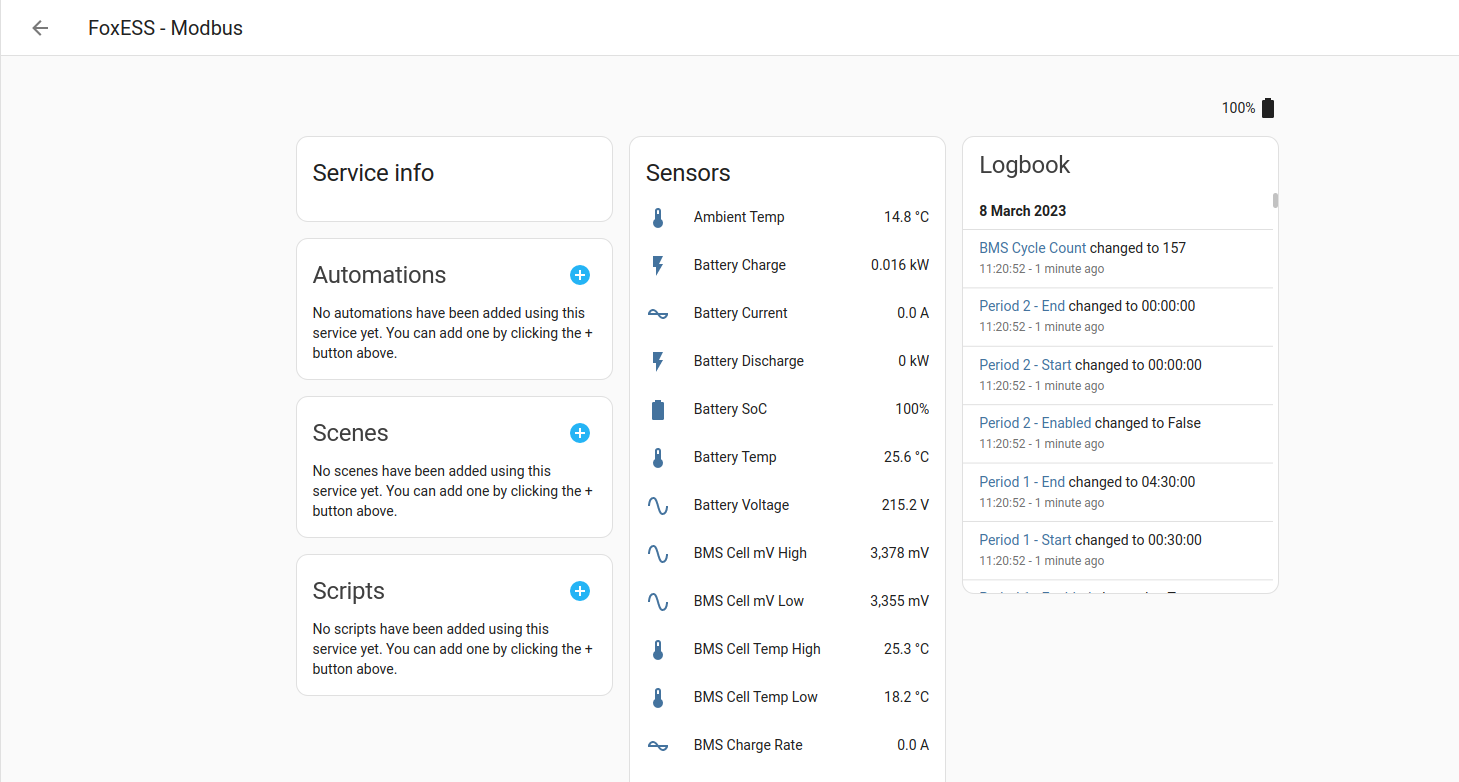 FoxESS - Modbus
100%
Service info
Automations
No automations have been added using this
service yet. You can add one by clicking the +
button above.
Scenes
No scenes have been added using this
service yet. You can add one by clicking the +
button above.
Scripts
No scripts have been added using this
service yet. You can add one by clicking the +
button above.
Sensors
Ambient Temp 14.8 °C
Battery Charge 0.016 kW
Battery Current 0.0 A
Battery Discharge 0 kW
Battery SoC 100%
Battery Temp 25.6 °C
Battery Voltage 215.2 V
BMS Cell mV High 3,378 mV
BMS Cell mV Low 3,355 mV
BMS Cell Temp High 25.3 °C
BMS Cell Temp Low 18.2 °C
BMS Charge Rate 0.0 A
Logbook
8 March 2023
BMS Cycle Count changed to 157
11:20:52 - 1 minute ago
Period 2 - End changed to 00:00:00
11:20:52 - 1 minute ago
Period 2 - Start changed to 00:00:00
11:20:52 - 1 minute ago
Period 2 - Enabled changed to False
11:20:52 - 1 minute ago
Period 1 - End changed to 04:30:00
11:20:52 - 1 minute ago
Period 1 - Start changed to 00:30:00
11:20:52 - 1 minute ago